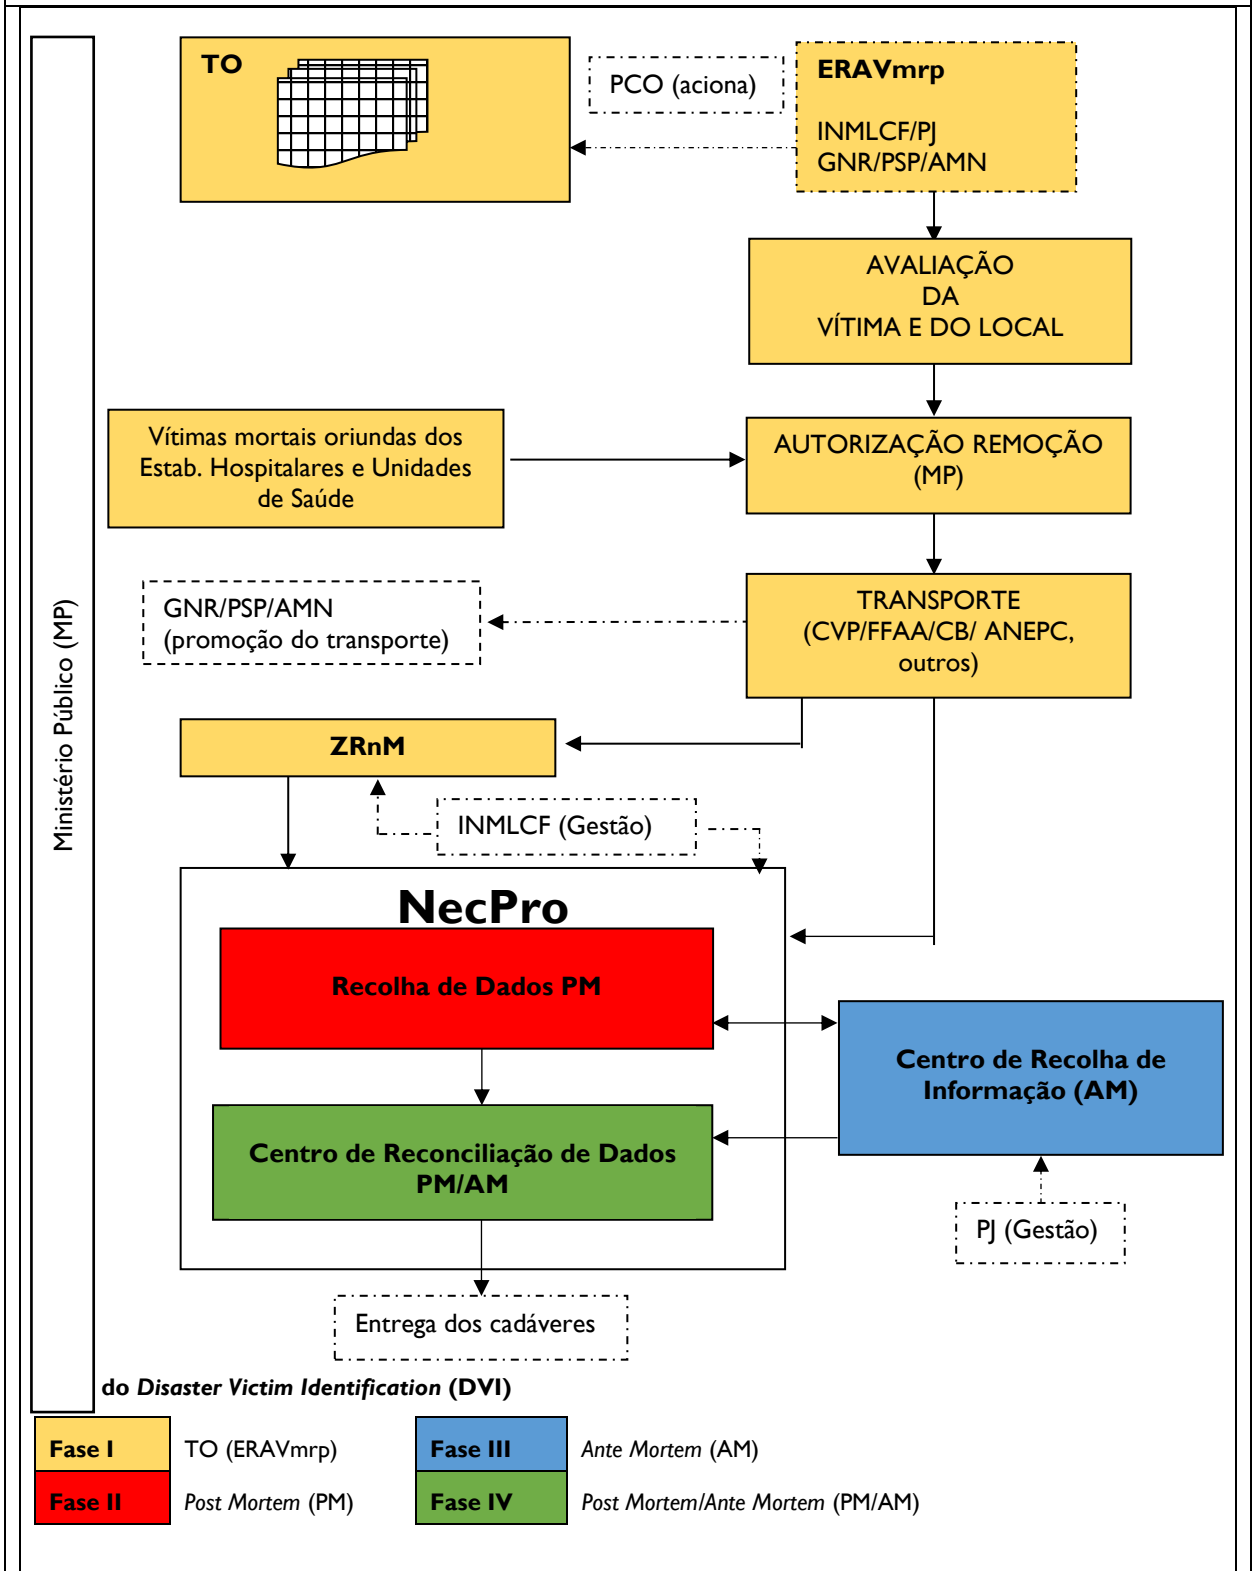 TO
PCO (aciona)
ERAVmrp
INMLCF/PJ
GNR/PSP/AMN
AVALIAÇÃO
DA
VÍTIMA E DO LOCAL
Vítimas mortais oriundas dos
Estab. Hospitalares e Unidades
de Saúde
AUTORIZAÇÃO REMOÇÃO
(MP)
GNR/PSP/AMN
(promoção do transporte)
TRANSPORTE
(CVP/FFAA/CB/ ANEPC,
outros)
Ministério Público (MP)
ZRnM
INMLCF (Gestão)
NecPro
Recolha de Dados PM
Centro de Recolha de
Informação (AM)
Centro de Reconciliação de Dados
PM/AM
PJ (Gestão)
Entrega dos cadáveres
do Disaster Victim Identification (DVI)
Fase I TO (ERAVmrp)
Fase III Ante Mortem (AM)
Fase II Post Mortem (PM)
Fase IV Post Mortem/Ante Mortem (PM/AM)